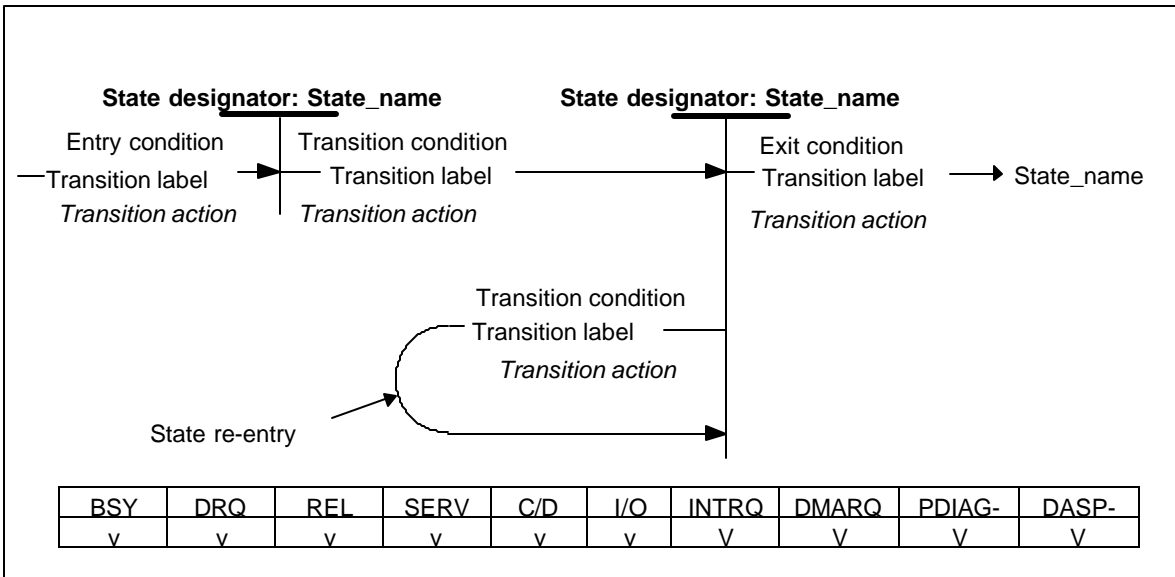 State designator: State_name State designator: State_name
Entry condition Transition condition Exit condition
Transition label Transition label Transition label State_name
Transition action Transition action Transition action
Transition condition
Transition label
Transition action
State re-entry
BSY DRQ REL SERV C/D I/O INTRQ DMARQ PDIAG- DASP-
v v v v v v V V V V